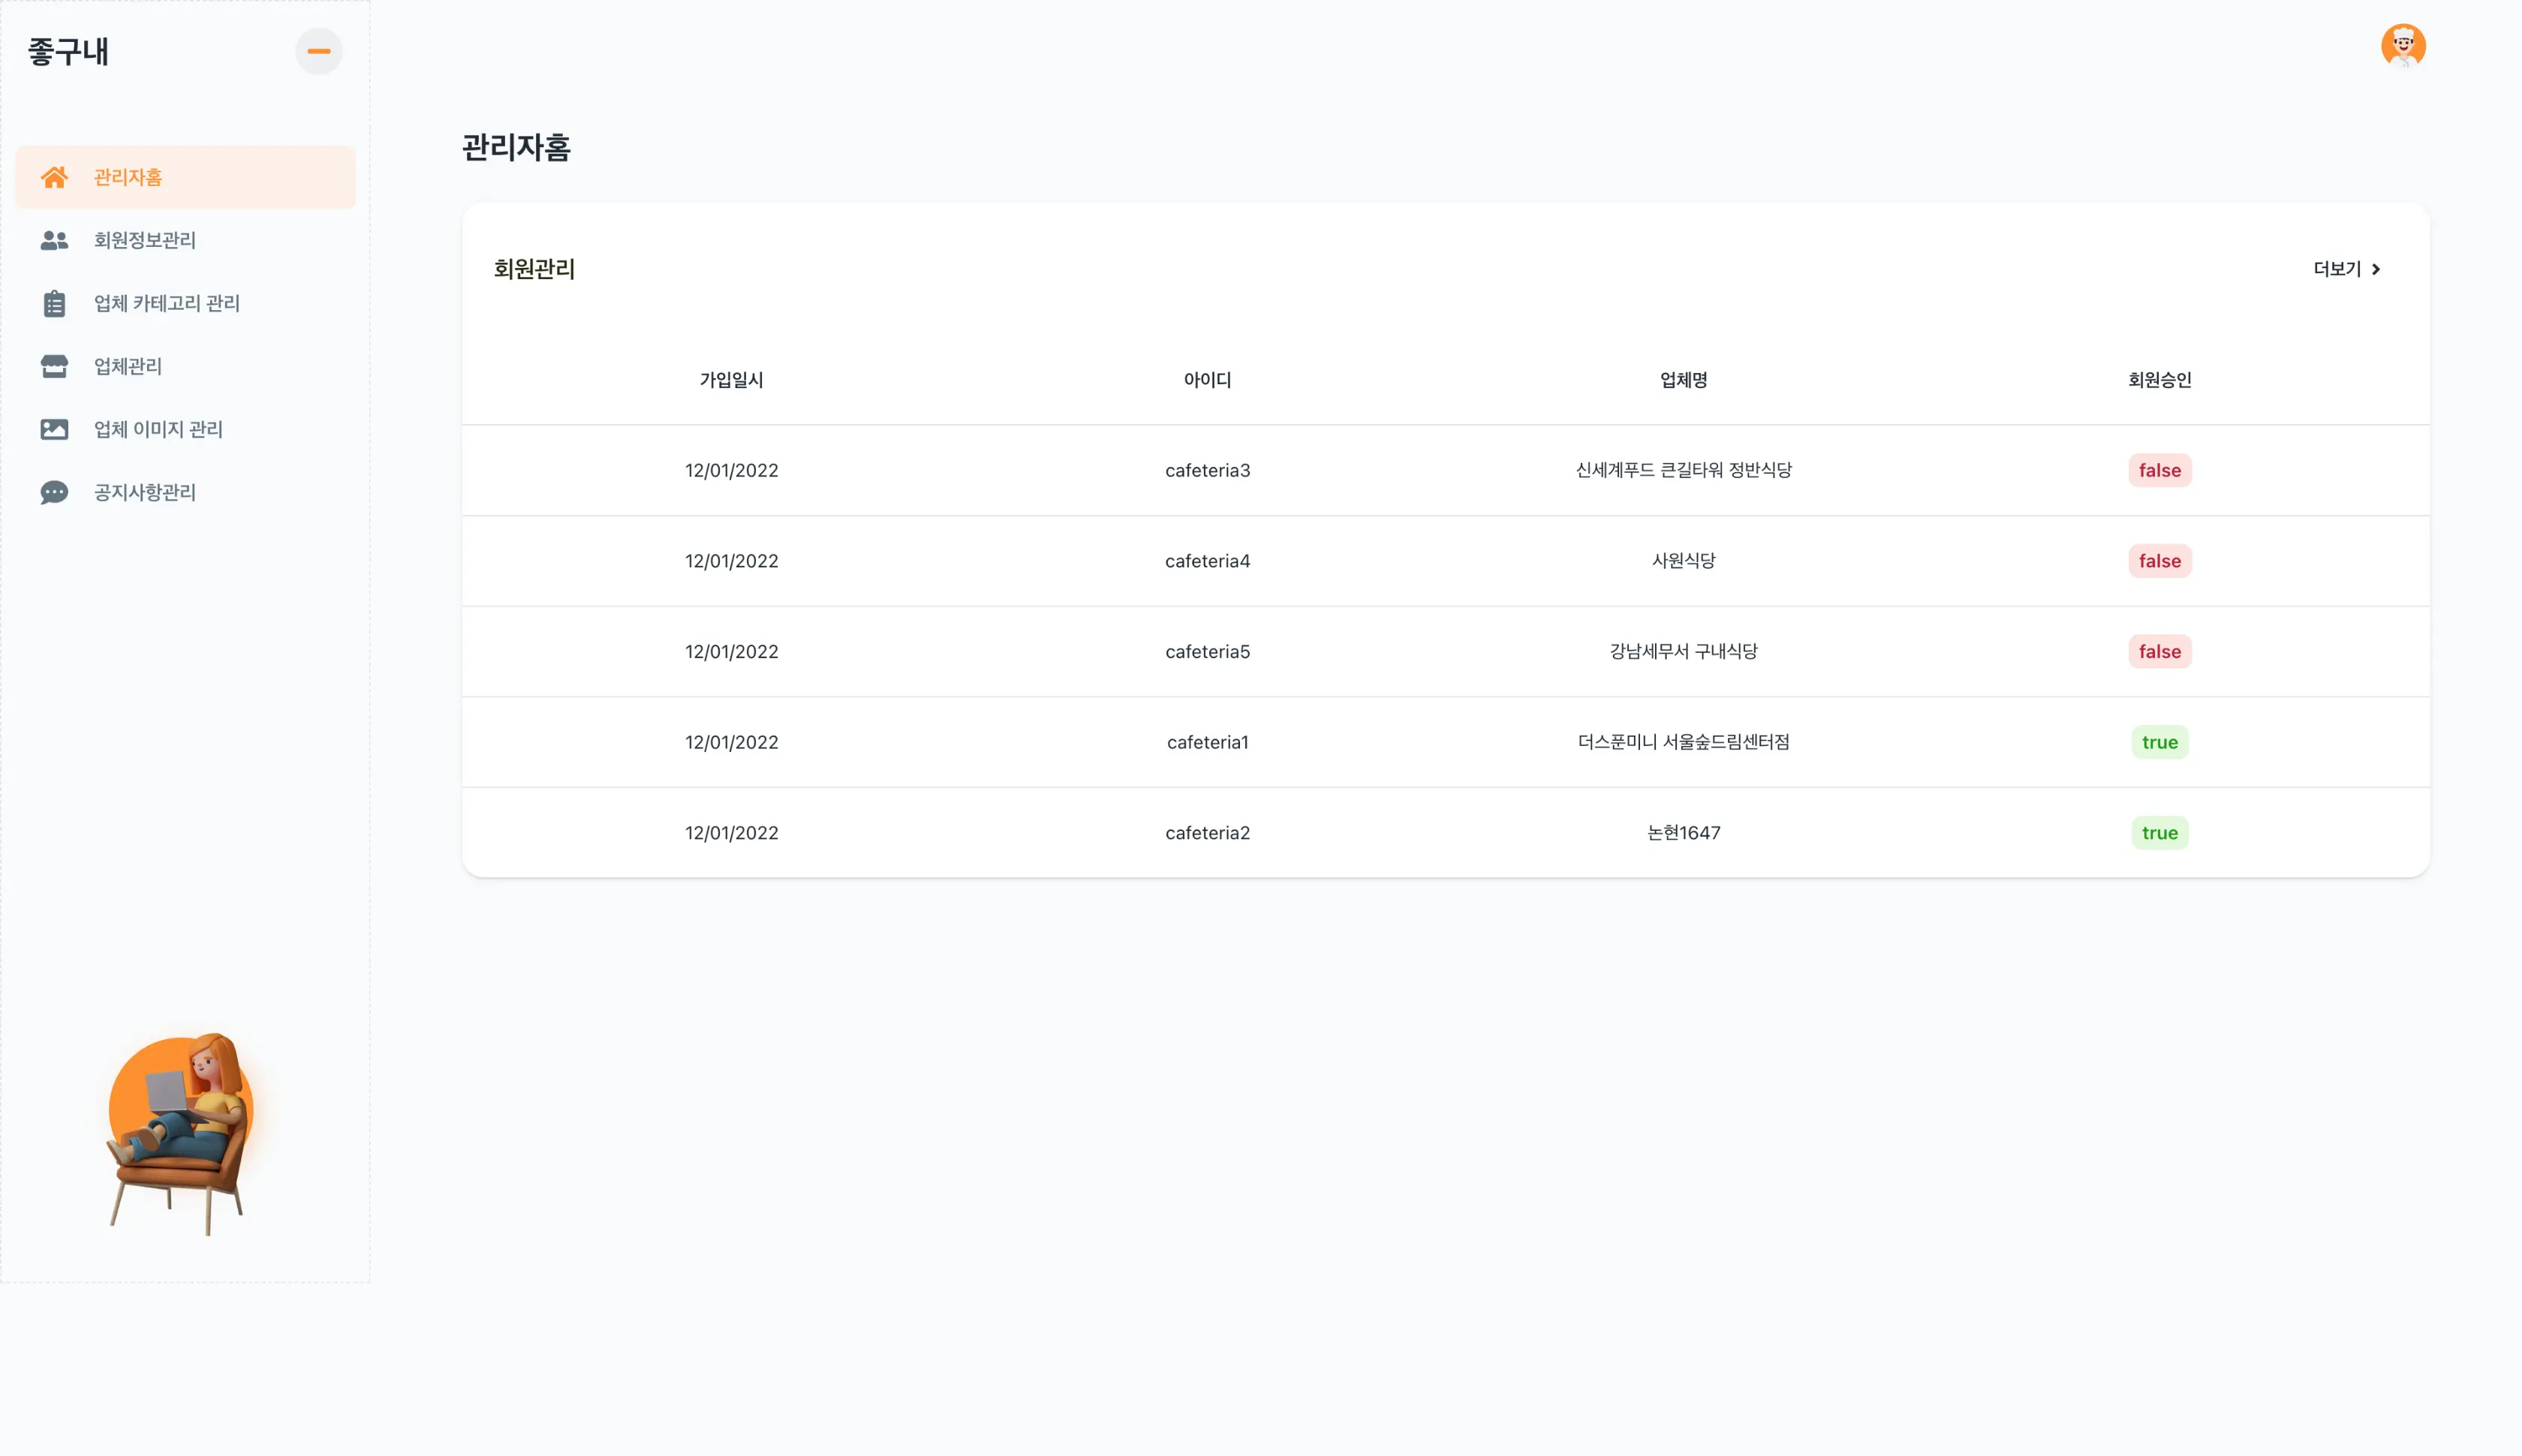 좋구내
관리자홈
회원정보관리
업체 카테고리 관리
업체관리
업체 이미지 관리
공지사항관리
관리자홈
회원관리 더보기
가입일시 아이디 업체명 회원승인
12/01/2022 cafeteria3 신세계푸드 큰길타워 정반식당 false
12/01/2022 cafeteria4 사원식당 false
12/01/2022 cafeteria5 강남세무서 구내식당 false
12/01/2022 cafeteria1 더스푼미니 서울숲드림센터점 true
12/01/2022 cafeteria2 논현1647 true